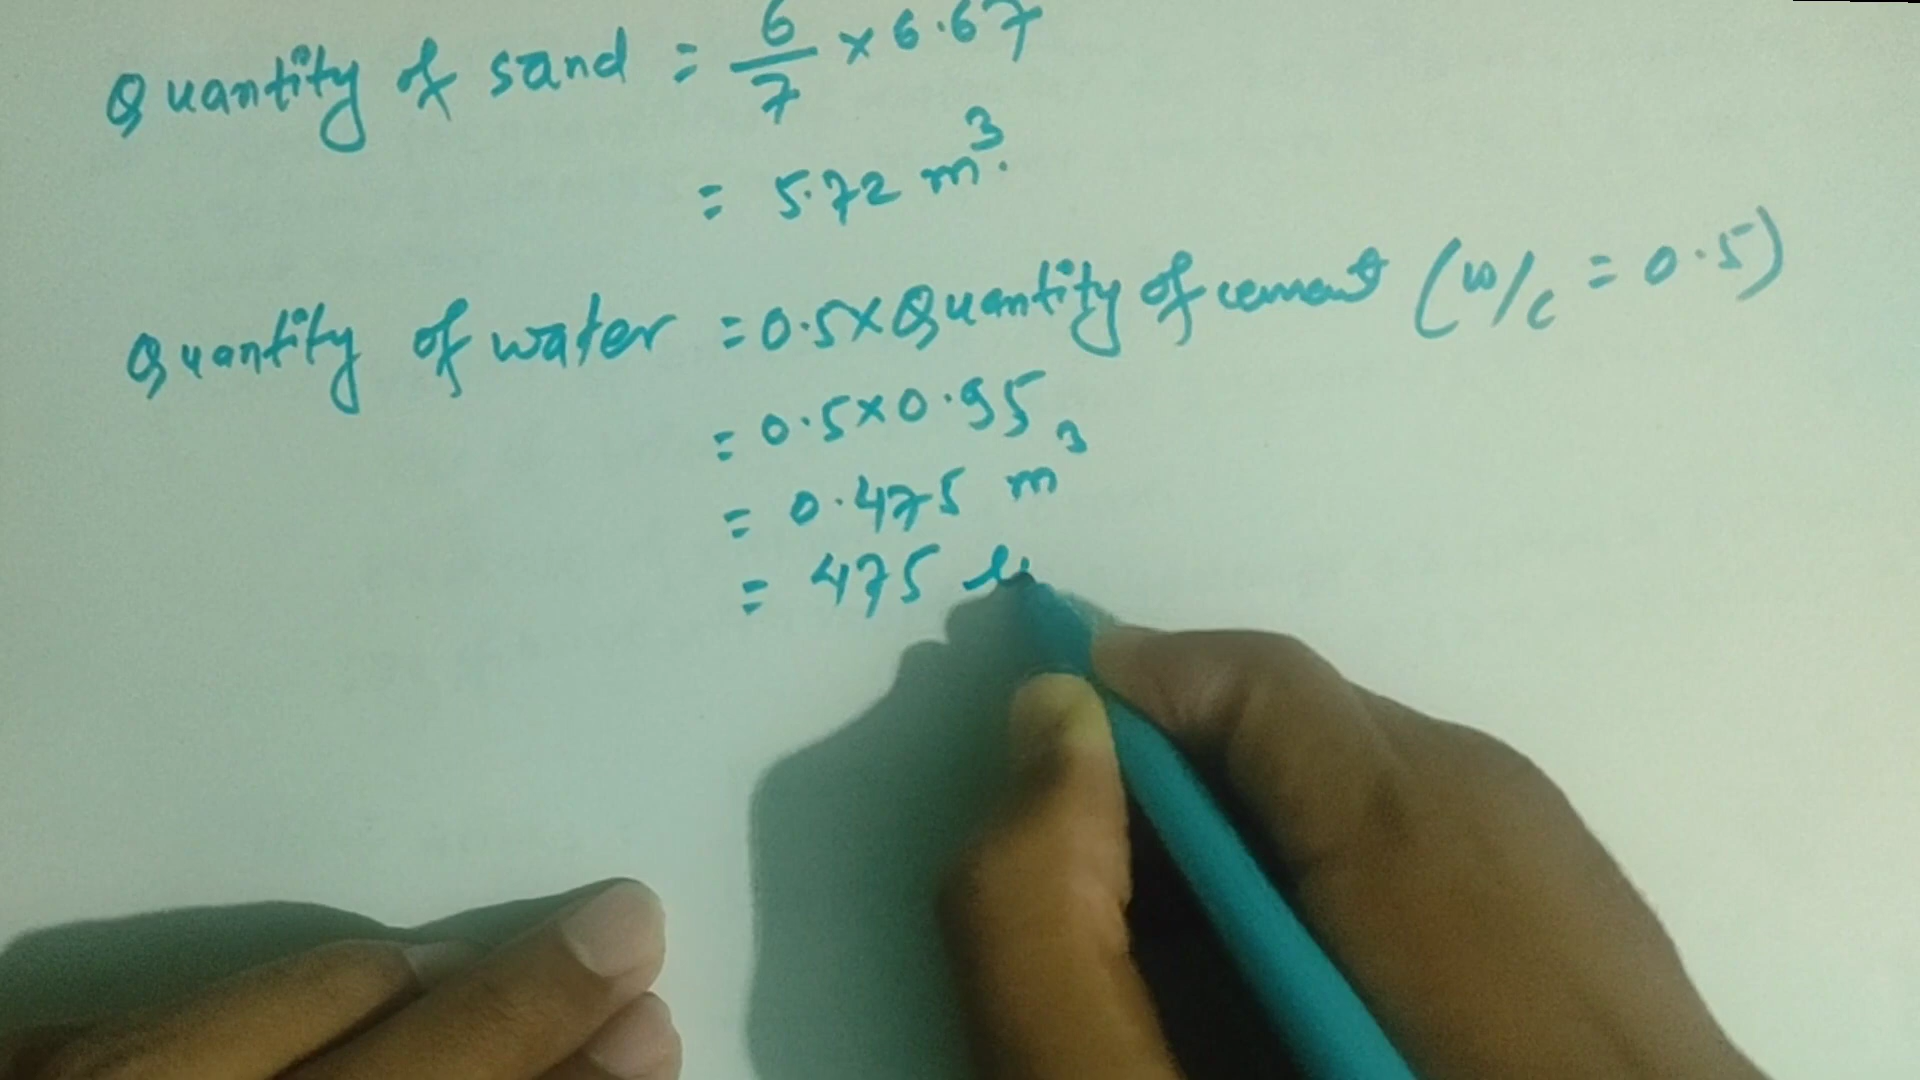 Quantity of sand = 6/7 × 6.67
= 5.72 m³.
Quantity of water = 0.5 × Quantity of cement (w/c = 0.5)
= 0.5 × 0.95
= 0.475 m³
= 475